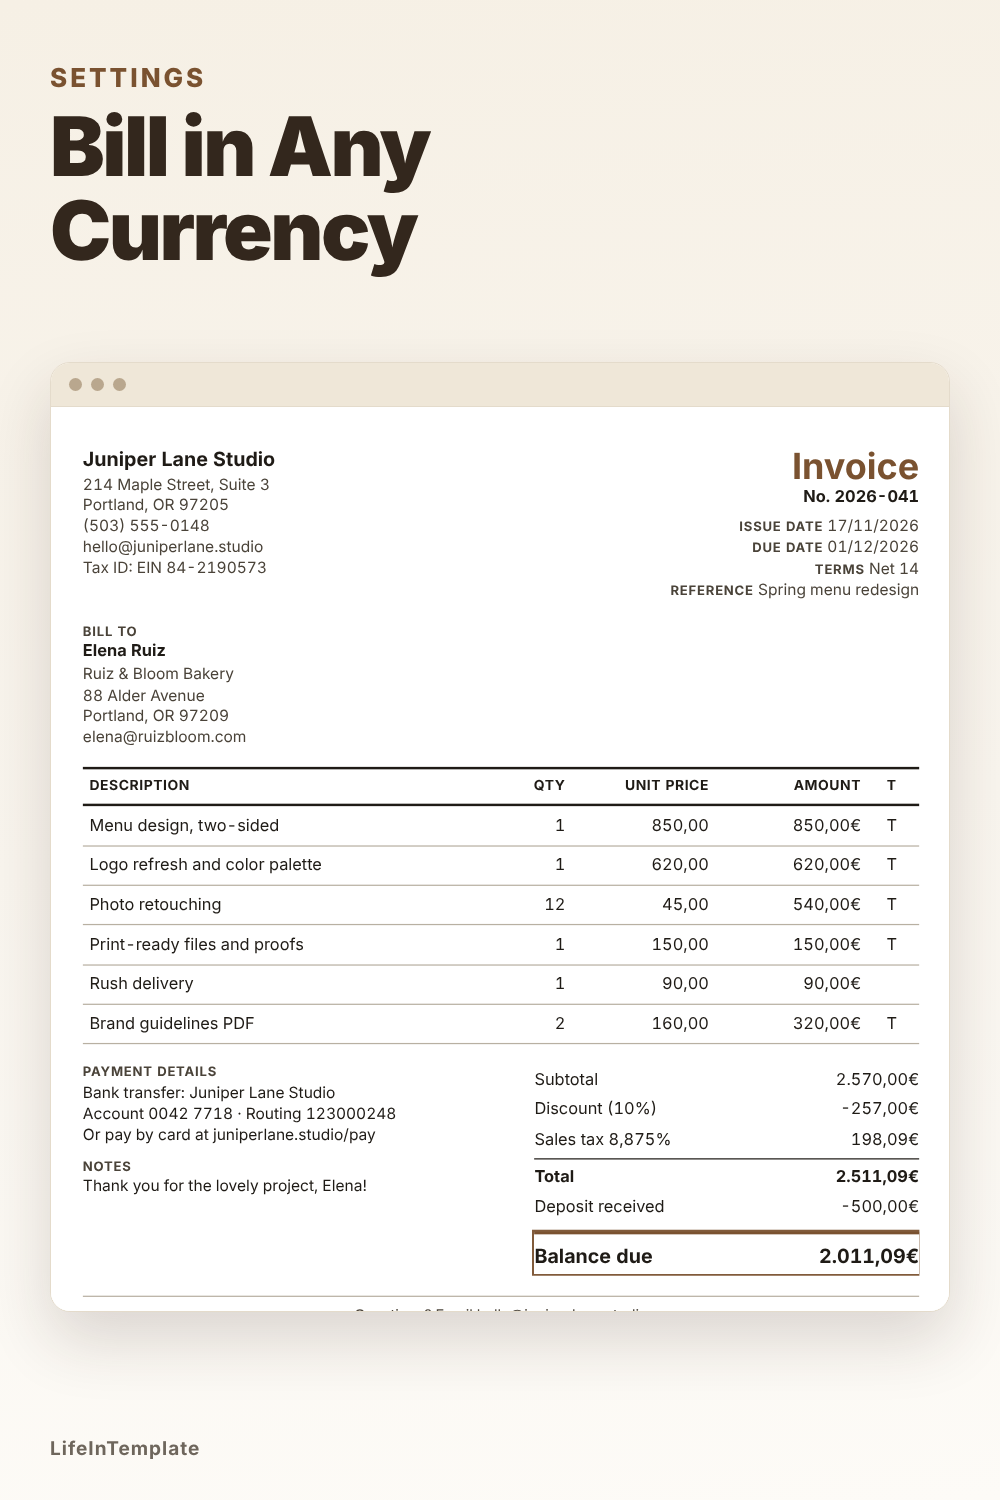 SETTINGS
Bill in Any
Currency
Juniper Lane Studio
214 Maple Street, Suite 3
Portland, OR 97205
(503) 555-0148
hello@juniperlane.studio
Tax ID: EIN 84-2190573
Invoice
No. 2026-041
ISSUE DATE 17/11/2026
DUE DATE 01/12/2026
TERMS Net 14
REFERENCE Spring menu redesign
BILL TO
Elena Ruiz
Ruiz & Bloom Bakery
88 Alder Avenue
Portland, OR 97209
elena@ruizbloom.com
DESCRIPTION QTY UNIT PRICE AMOUNT T
Menu design, two-sided 1 850,00 850,00€ T
Logo refresh and color palette 1 620,00 620,00€ T
Photo retouching 12 45,00 540,00€ T
Print-ready files and proofs 1 150,00 150,00€ T
Rush delivery 1 90,00 90,00€
Brand guidelines PDF 2 160,00 320,00€ T
PAYMENT DETAILS
Bank transfer: Juniper Lane Studio
Account 0042 7718 · Routing 123000248
Or pay by card at juniperlane.studio/pay
NOTES
Thank you for the lovely project, Elena!
Subtotal 2.570,00€
Discount (10%) -257,00€
Sales tax 8,875% 198,09€
Total 2.511,09€
Deposit received -500,00€
Balance due 2.011,09€
LifeInTemplate